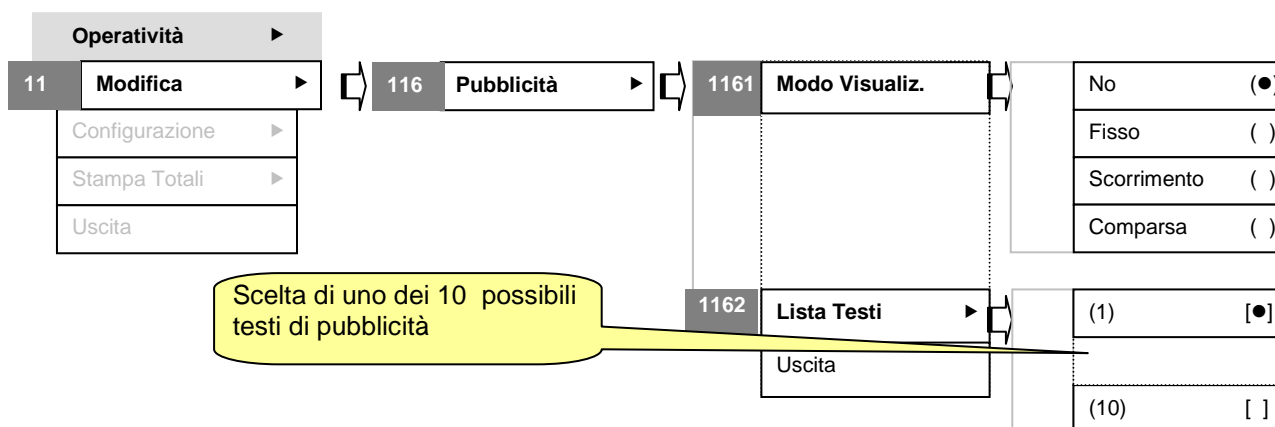 Operatività ►
11 Modifica ► 116 Pubblicità ► 1161 Modo Visualiz. No (●)
Configurazione ► Fisso ( )
Stampa Totali ► Scorrimento ( )
Uscita Comparsa ( )
Scelta di uno dei 10 possibili
testi di pubblicità
1162 Lista Testi ► (1) [●]
Uscita
(10) [ ]